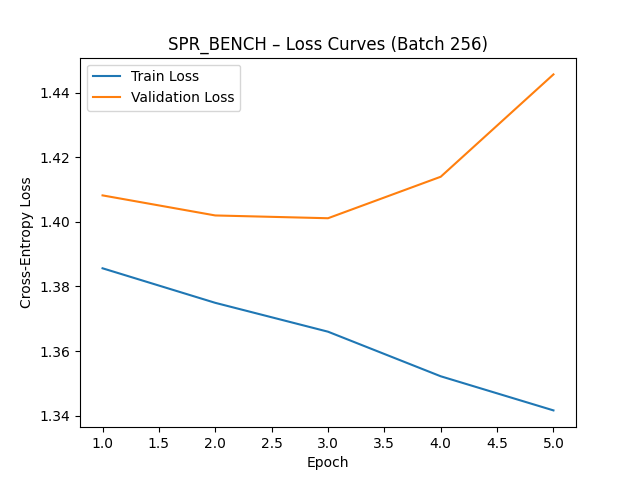 SPR_BENCH – Loss Curves (Batch 256)
Train Loss
Validation Loss
Cross-Entropy Loss
1.44
1.42
1.40
1.38
1.36
1.34
1.0 1.5 2.0 2.5 3.0 3.5 4.0 4.5 5.0
Epoch